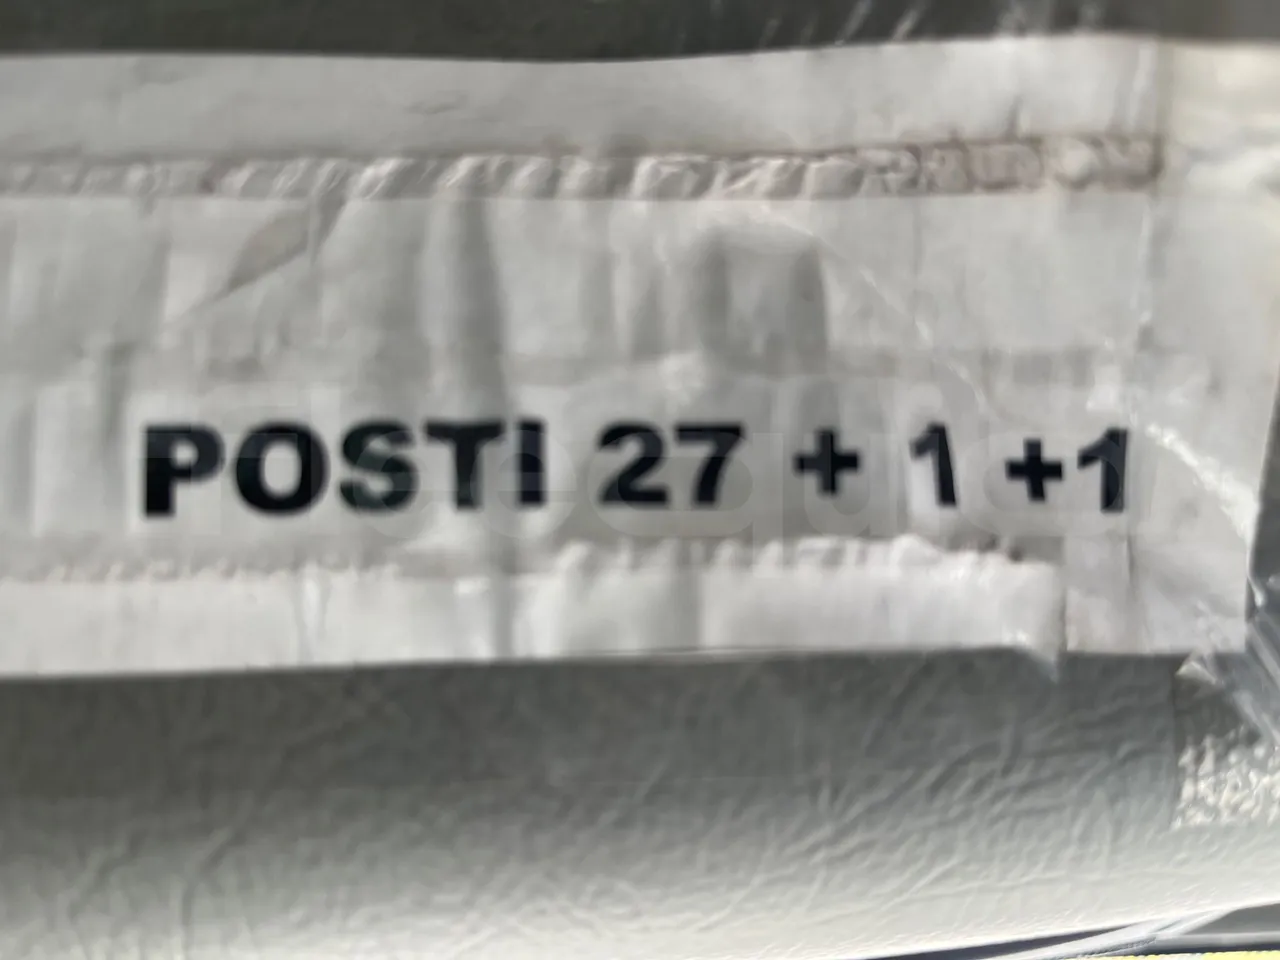 POSTI 27 + 1 +1